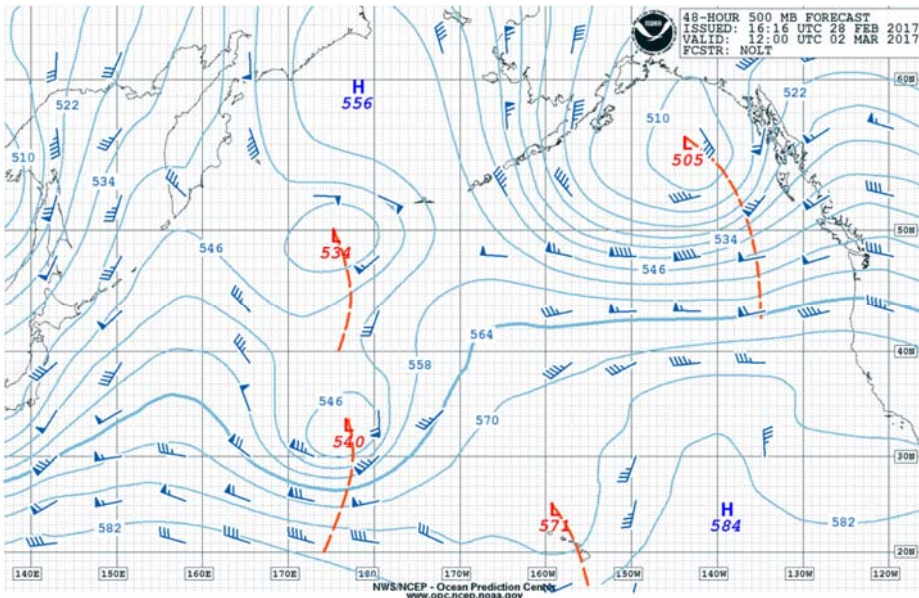 48-HOUR 500 MB FORECAST
ISSUED: 16:16 UTC 28 FEB 2017
VALID: 12:00 UTC 02 MAR 2017
FCSTR: NOLT
NOAA
60N
522
H
556
522
510
510
L
505
534
50N
L
534
534
546
546
564
40N
558
546
L
540
570
30N
L
571
H
584
582
582
20N
140E 150E 160E 170E 180 170W 160W 150W 140W 130W 120W
NWS/NCEP - Ocean Prediction Center
www.opc.ncep.noaa.gov